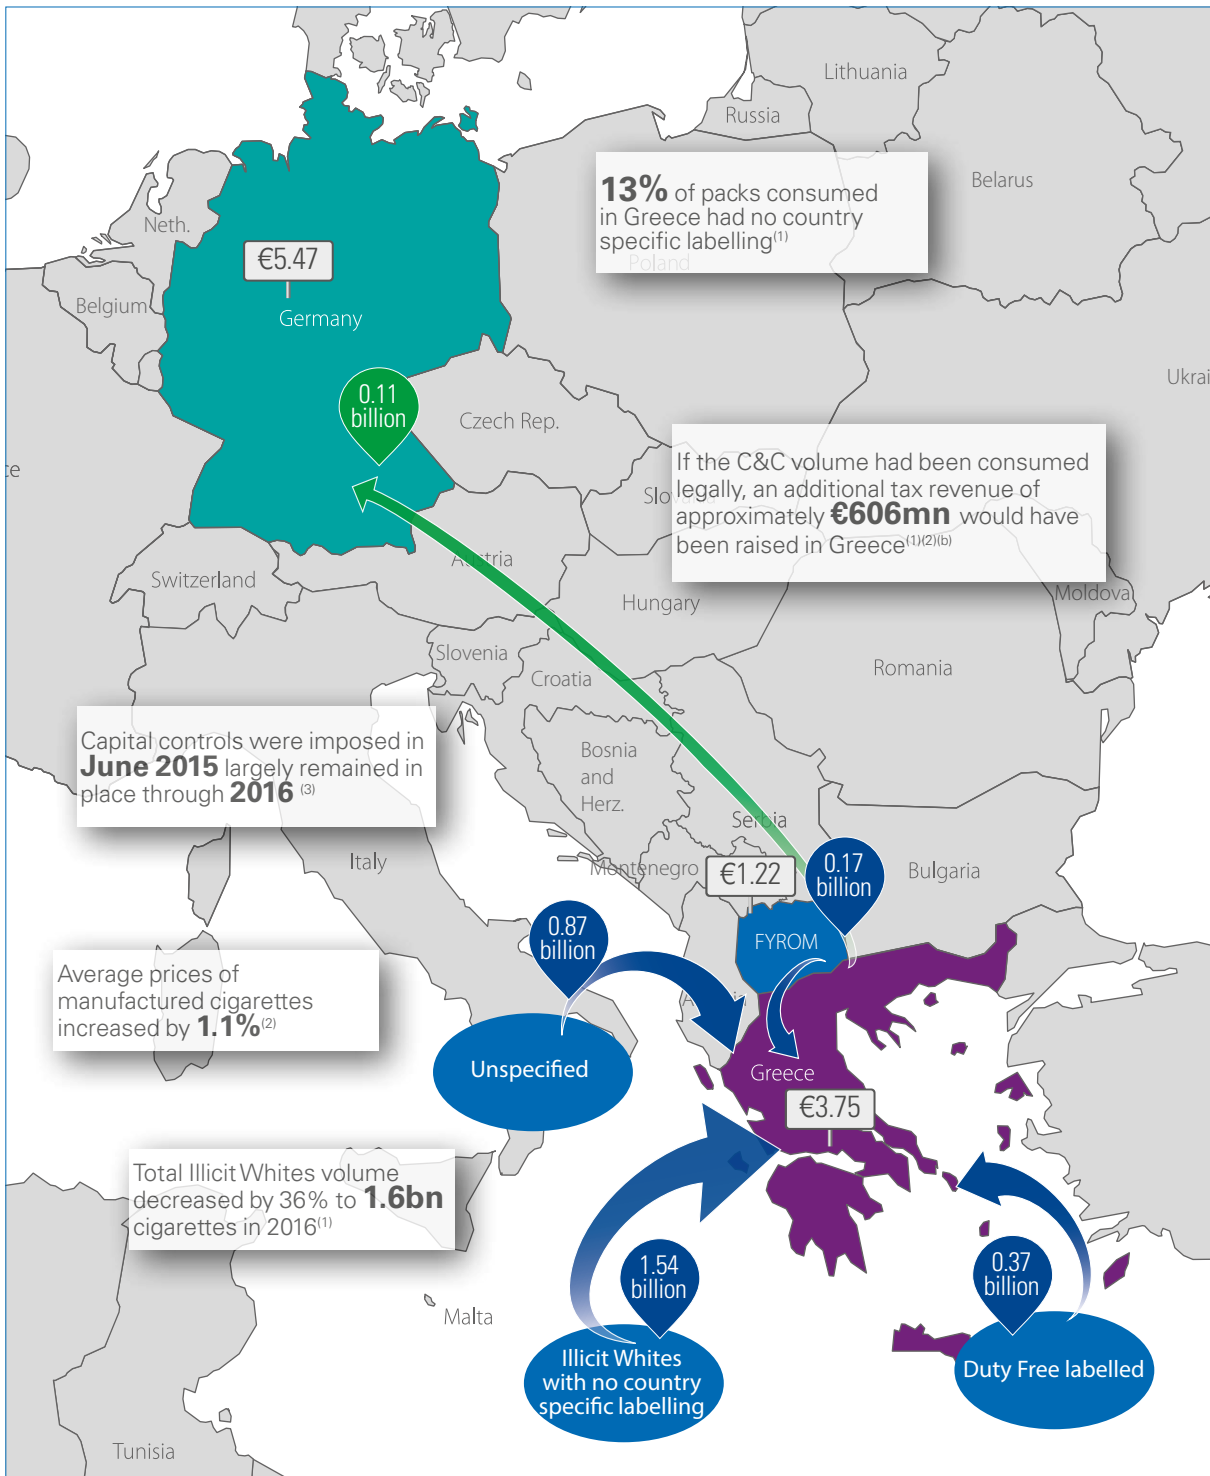 Lithuania
Russia
Belarus
13% of packs consumed
in Greece had no country
specific labelling(1)
Poland
Neth.
€5.47
Belgium
Germany
Ukrai
0.11
billion
Czech Rep.
ce
If the C&C volume had been consumed
legally, an additional tax revenue of
approximately €606mn would have
been raised in Greece(1)(2)(b)
Austria
Switzerland
Hungary
Moldova
Slovenia
Croatia
Romania
Capital controls were imposed in
June 2015 largely remained in
place through 2016 (3)
Bosnia
and
Herz.
Serbia
Italy
Montenegro
€1.22
0.17
billion
Bulgaria
0.87
billion
FYROM
Average prices of
manufactured cigarettes
increased by 1.1%(2)
Unspecified
Greece
€3.75
Total Illicit Whites volume
decreased by 36% to 1.6bn
cigarettes in 2016(1)
1.54
billion
0.37
billion
Malta
Illicit Whites
with no country
specific labelling
Duty Free labelled
Tunisia